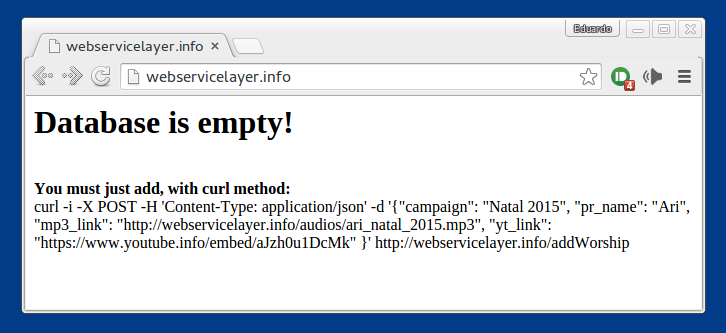 Eduardo
webservicelayer.info
webservicelayer.info
4
Database is empty!
You must just add, with curl method:
curl -i -X POST -H 'Content-Type: application/json' -d '{"campaign": "Natal 2015", "pr_name": "Ari",
"mp3_link": "http://webservicelayer.info/audios/ari_natal_2015.mp3", "yt_link":
"https://www.youtube.info/embed/aJzh0u1DcMk" }' http://webservicelayer.info/addWorship